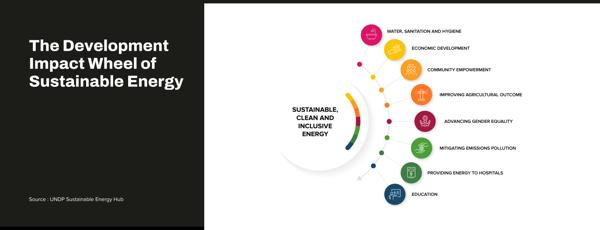 The Development
Impact Wheel of
Sustainable Energy
Source : UNDP Sustainable Energy Hub
SUSTAINABLE,
CLEAN AND
INCLUSIVE
ENERGY
WATER, SANITATION AND HYGIENE
ECONOMIC DEVELOPMENT
COMMUNITY EMPOWERMENT
IMPROVING AGRICULTURAL OUTCOME
ADVANCING GENDER EQUALITY
MITIGATING EMISSIONS POLLUTION
PROVIDING ENERGY TO HOSPITALS
EDUCATION